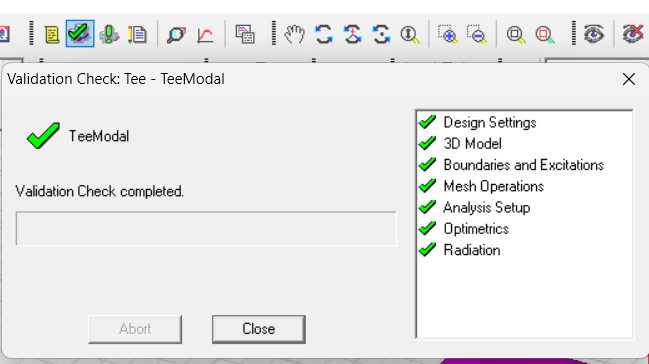 Validation Check: Tee - TeeModal
TeeModal
Validation Check completed.
Abort
Close
Design Settings
3D Model
Boundaries and Excitations
Mesh Operations
Analysis Setup
Optimetrics
Radiation